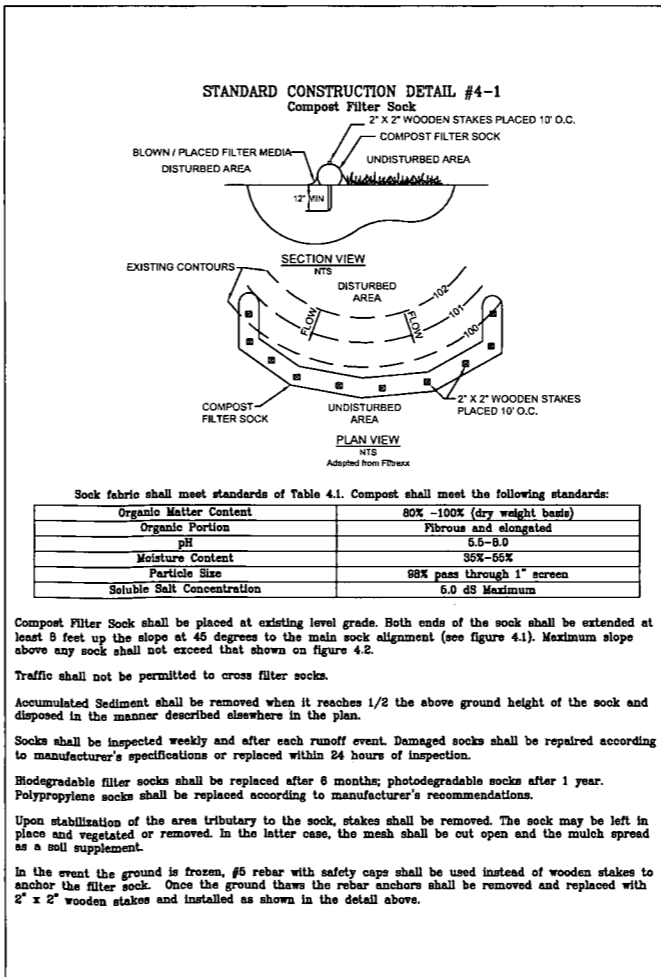 STANDARD CONSTRUCTION DETAIL #4-1
Compost Filter Sock
2" X 2" WOODEN STAKES PLACED 10' O.C.
COMPOST FILTER SOCK
BLOWN / PLACED FILTER MEDIA
UNDISTURBED AREA
DISTURBED AREA
12" MIN
SECTION VIEW
NTS
EXISTING CONTOURS
DISTURBED
AREA
102
101
100
FLOW
FLOW
COMPOST
FILTER SOCK
UNDISTURBED
AREA
2" X 2" WOODEN STAKES
PLACED 10' O.C.
PLAN VIEW
NTS
Adapted from Filtrexx
Sock fabric shall meet standards of Table 4.1. Compost shall meet the following standards:
Organic Matter Content 80% -100% (dry weight basis)
Organic Portion Fibrous and elongated
pH 5.5-8.0
Moisture Content 35%-55%
Particle Size 98% pass through 1" screen
Soluble Salt Concentration 5.0 dS Maximum
Compost Filter Sock shall be placed at existing level grade. Both ends of the sock shall be extended at
least 8 feet up the slope at 45 degrees to the main sock alignment (see figure 4.1). Maximum slope
above any sock shall not exceed that shown on figure 4.2.
Traffic shall not be permitted to cross filter socks.
Accumulated Sediment shall be removed when it reaches 1/2 the above ground height of the sock and
disposed in the manner described elsewhere in the plan.
Socks shall be inspected weekly and after each runoff event. Damaged socks shall be repaired according
to manufacturer's specifications or replaced within 24 hours of inspection.
Biodegradable filter socks shall be replaced after 6 months; photodegradable socks after 1 year.
Polypropylene socks shall be replaced according to manufacturer's recommendations.
Upon stabilization of the area tributary to the sock, stakes shall be removed. The sock may be left in
place and vegetated or removed. In the latter case, the mesh shall be cut open and the mulch spread
as a soil supplement.
In the event the ground is frozen, #5 rebar with safety caps shall be used instead of wooden stakes to
anchor the filter sock. Once the ground thaws the rebar anchors shall be removed and replaced with
2" x 2" wooden stakes and installed as shown in the detail above.